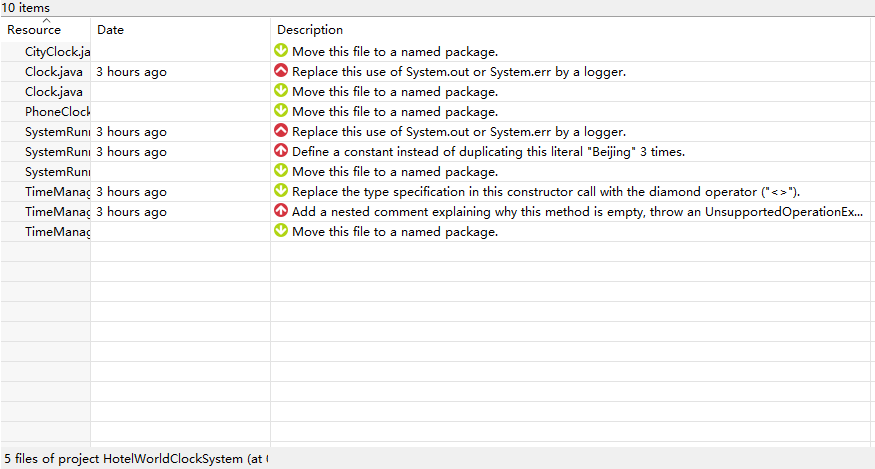 10 items
Resource Date Description
CityClock.ja Move this file to a named package.
Clock.java 3 hours ago Replace this use of System.out or System.err by a logger.
Clock.java Move this file to a named package.
PhoneClock Move this file to a named package.
SystemRunr 3 hours ago Replace this use of System.out or System.err by a logger.
SystemRunr 3 hours ago Define a constant instead of duplicating this literal "Beijing" 3 times.
SystemRunr Move this file to a named package.
TimeManag 3 hours ago Replace the type specification in this constructor call with the diamond operator ("<>").
TimeManag 3 hours ago Add a nested comment explaining why this method is empty, throw an UnsupportedOperationEx...
TimeManag Move this file to a named package.
5 files of project HotelWorldClockSystem (at